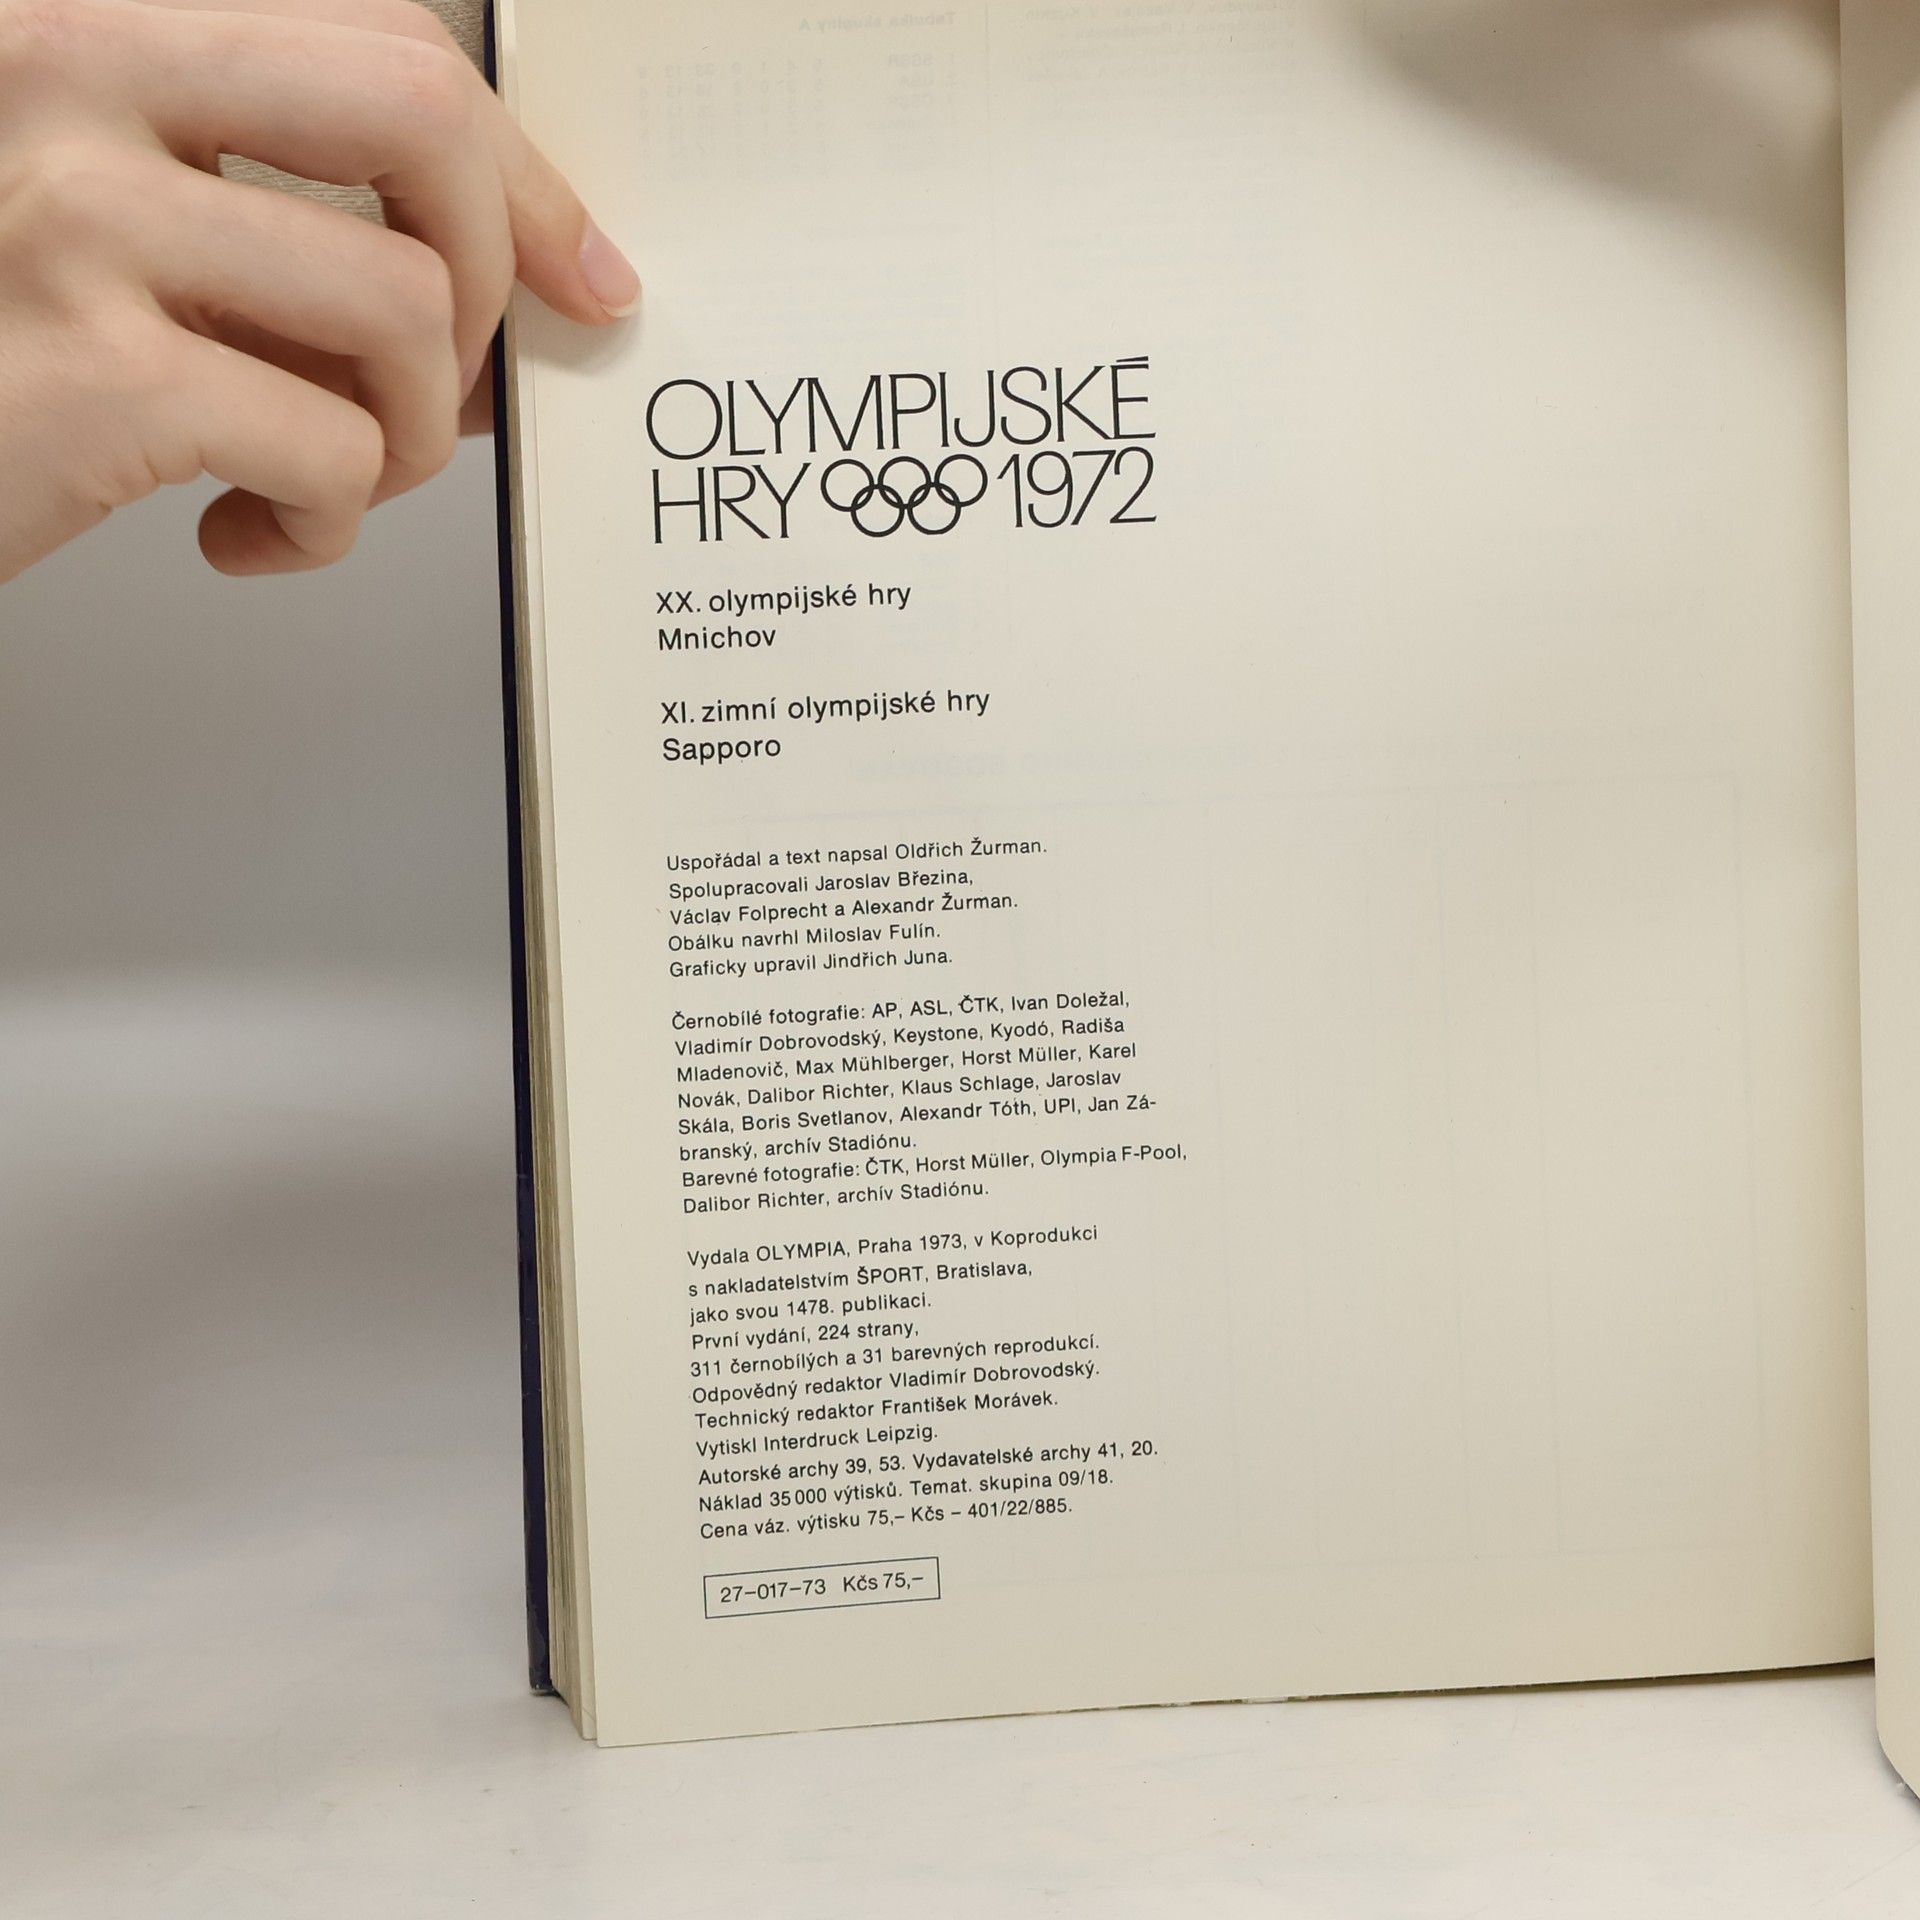 OLYMPIJSKÉ
HRY 1972
XX. olympijské hry
Mnichov
XI. zimní olympijské hry
Sapporo
Uspořádal a text napsal Oldřich Žurman.
Spolupracovali Jaroslav Březina,
Václav Folprecht a Alexandr Žurman.
Obálku navrhl Miloslav Fulín.
Graficky upravil Jindřich Juna.
Černobílé fotografie: AP, ASL, ČTK, Ivan Doležal,
Vladimír Dobrovodský, Keystone, Kyodó, Radiša
Mladenovič, Max Mühlberger, Horst Müller, Karel
Novák, Dalibor Richter, Klaus Schlage, Jaroslav
Skála, Boris Svetlanov, Alexandr Tóth, UPI, Jan Zá-
branský, archív Stadiónu.
Barevné fotografie: ČTK, Horst Müller, Olympia F-Pool,
Dalibor Richter, archív Stadiónu.
Vydala OLYMPIA, Praha 1973, v Koprodukci
s nakladatelstvím ŠPORT, Bratislava,
jako svou 1478. publikaci.
První vydání, 224 strany,
311 černobílých a 31 barevných reprodukcí.
Odpovědný redaktor Vladimír Dobrovodský.
Technický redaktor František Morávek.
Vytiskl Interdruck Leipzig.
Autorské archy 39, 53. Vydavatelské archy 41, 20.
Náklad 35 000 výtisků. Temat. skupina 09/18.
Cena váz. výtisku 75,– Kčs – 401/22/885.
27–017–73 Kčs 75,–